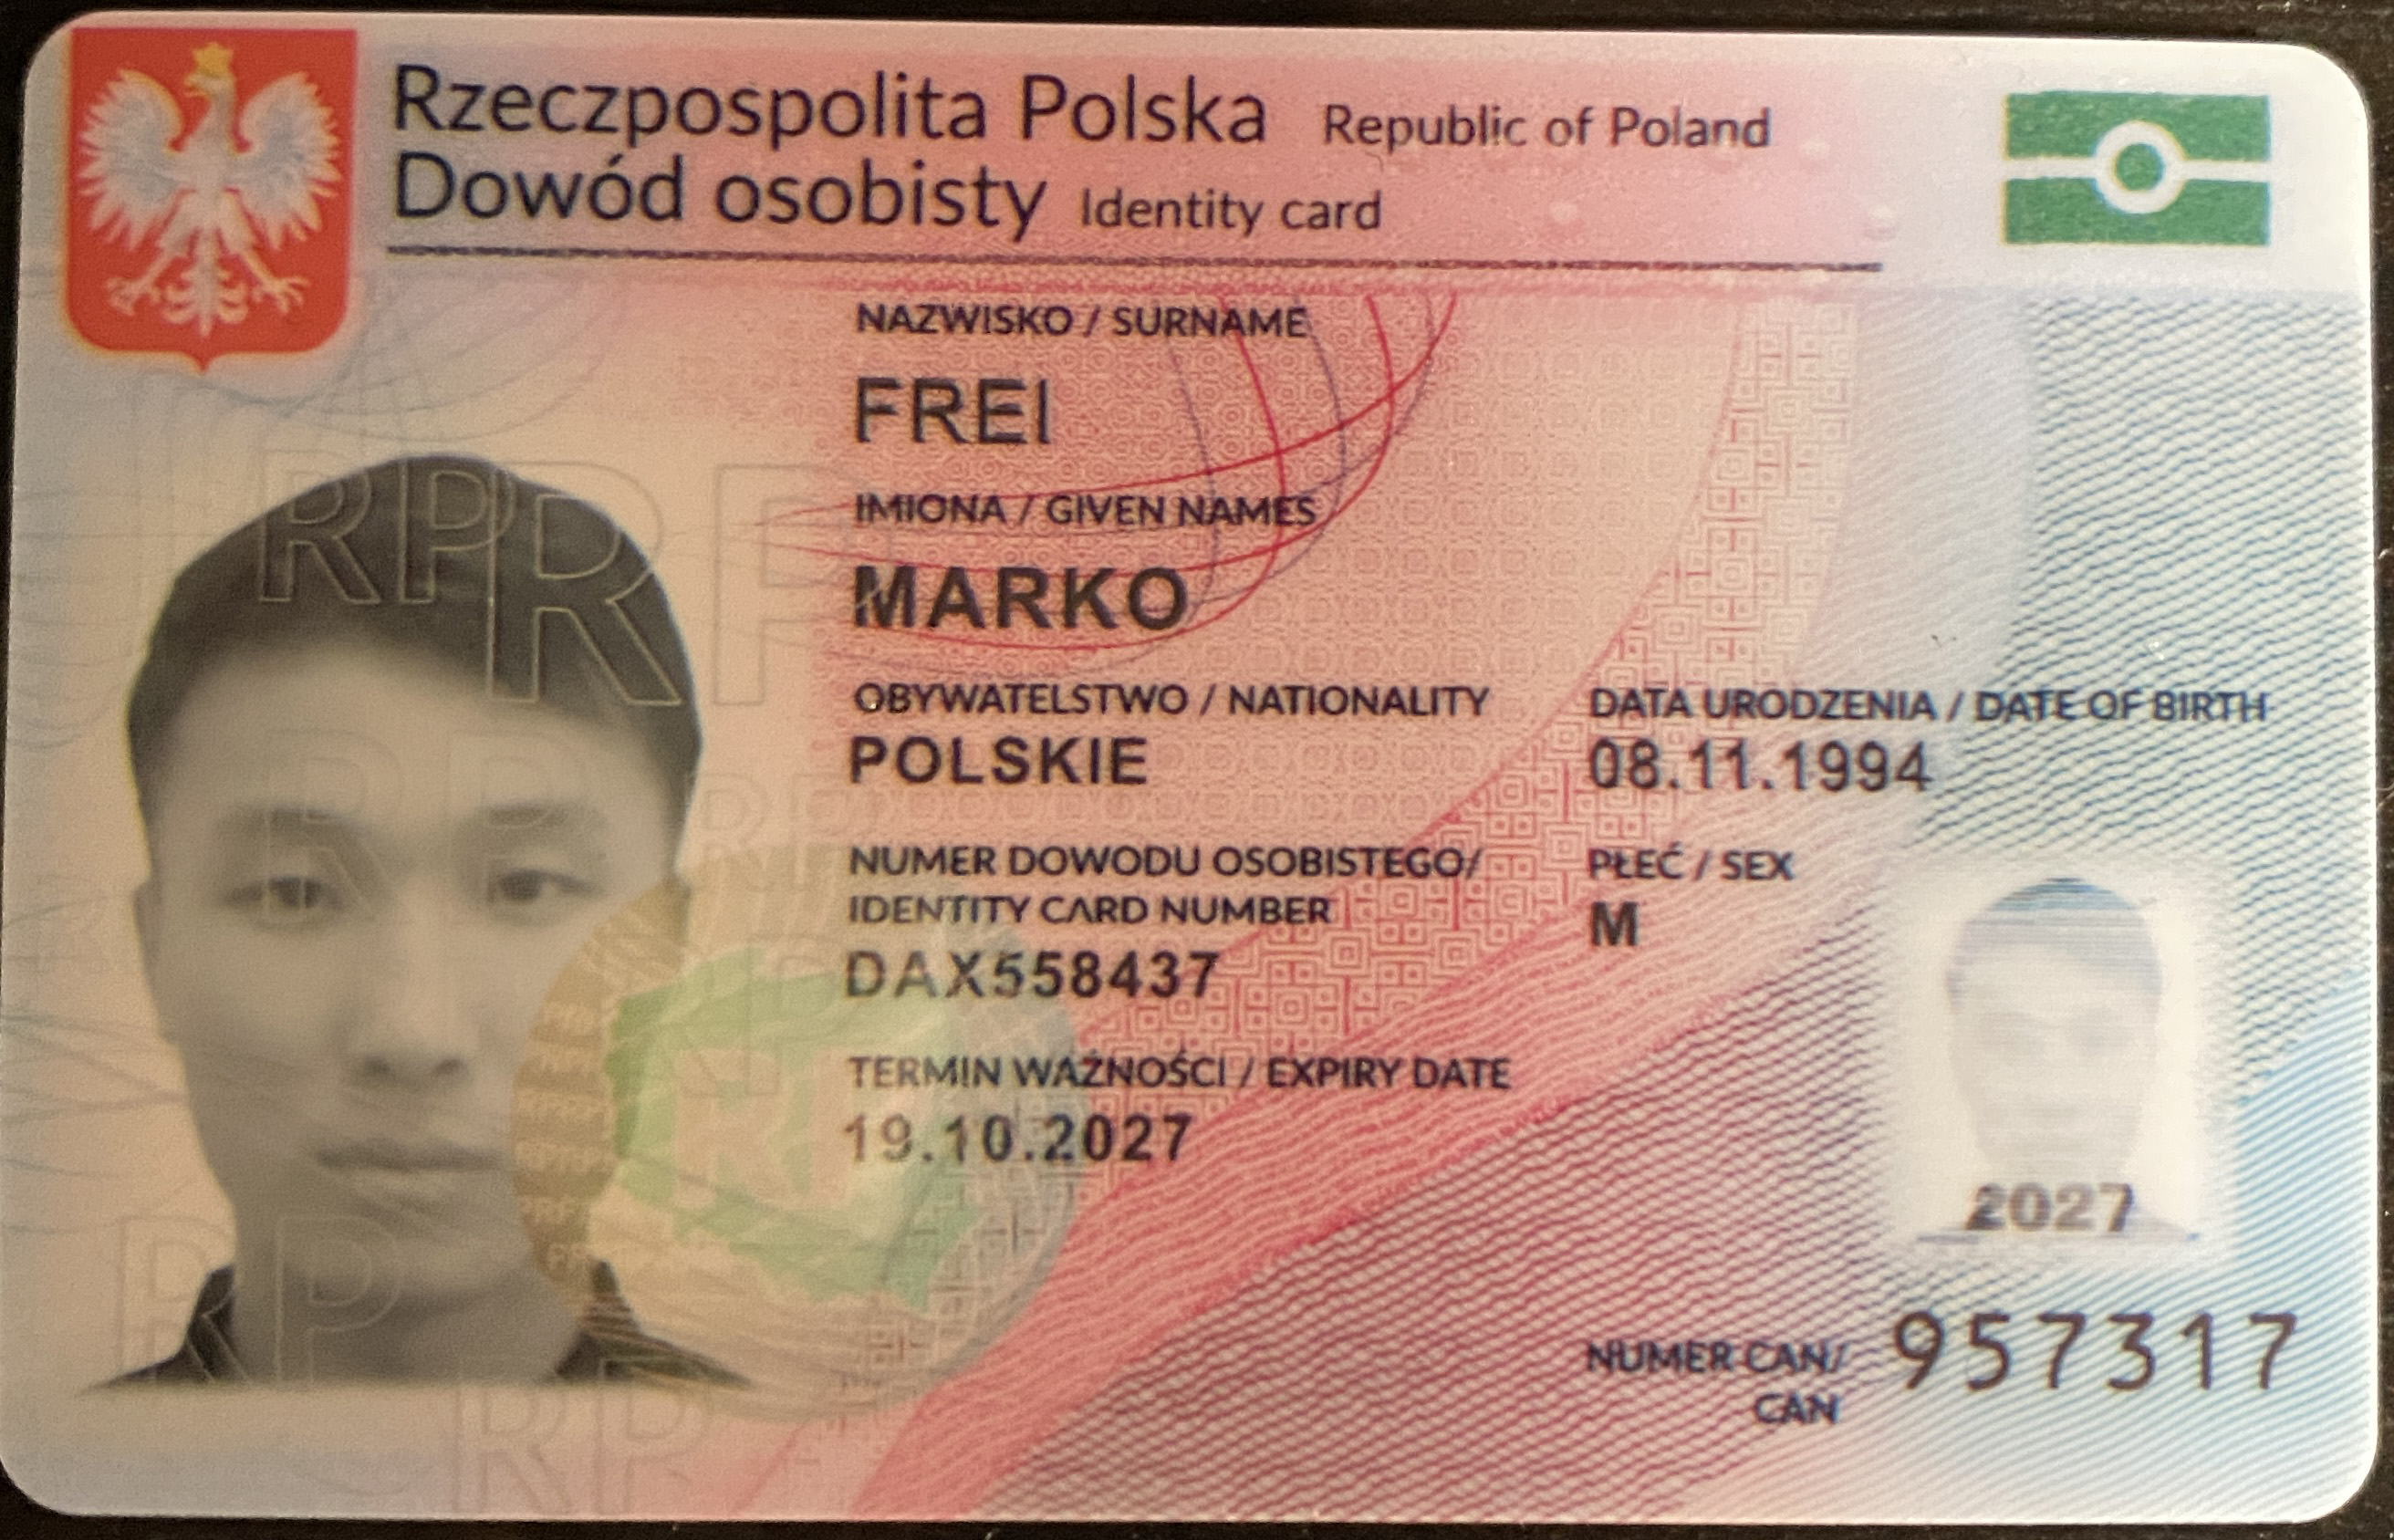 Rzeczpospolita Polska Republic of Poland
Dowód osobisty Identity card
NAZWISKO / SURNAME
FREI
IMIONA / GIVEN NAMES
MARKO
OBYWATELSTWO / NATIONALITY
POLSKIE
DATA URODZENIA / DATE OF BIRTH
08.11.1994
NUMER DOWODU OSOBISTEGO/
IDENTITY CARD NUMBER
DAX558437
PŁEĆ / SEX
M
TERMIN WAŻNOŚCI / EXPIRY DATE
19.10.2027
2027
NUMER CAN/
CAN
957317
RP